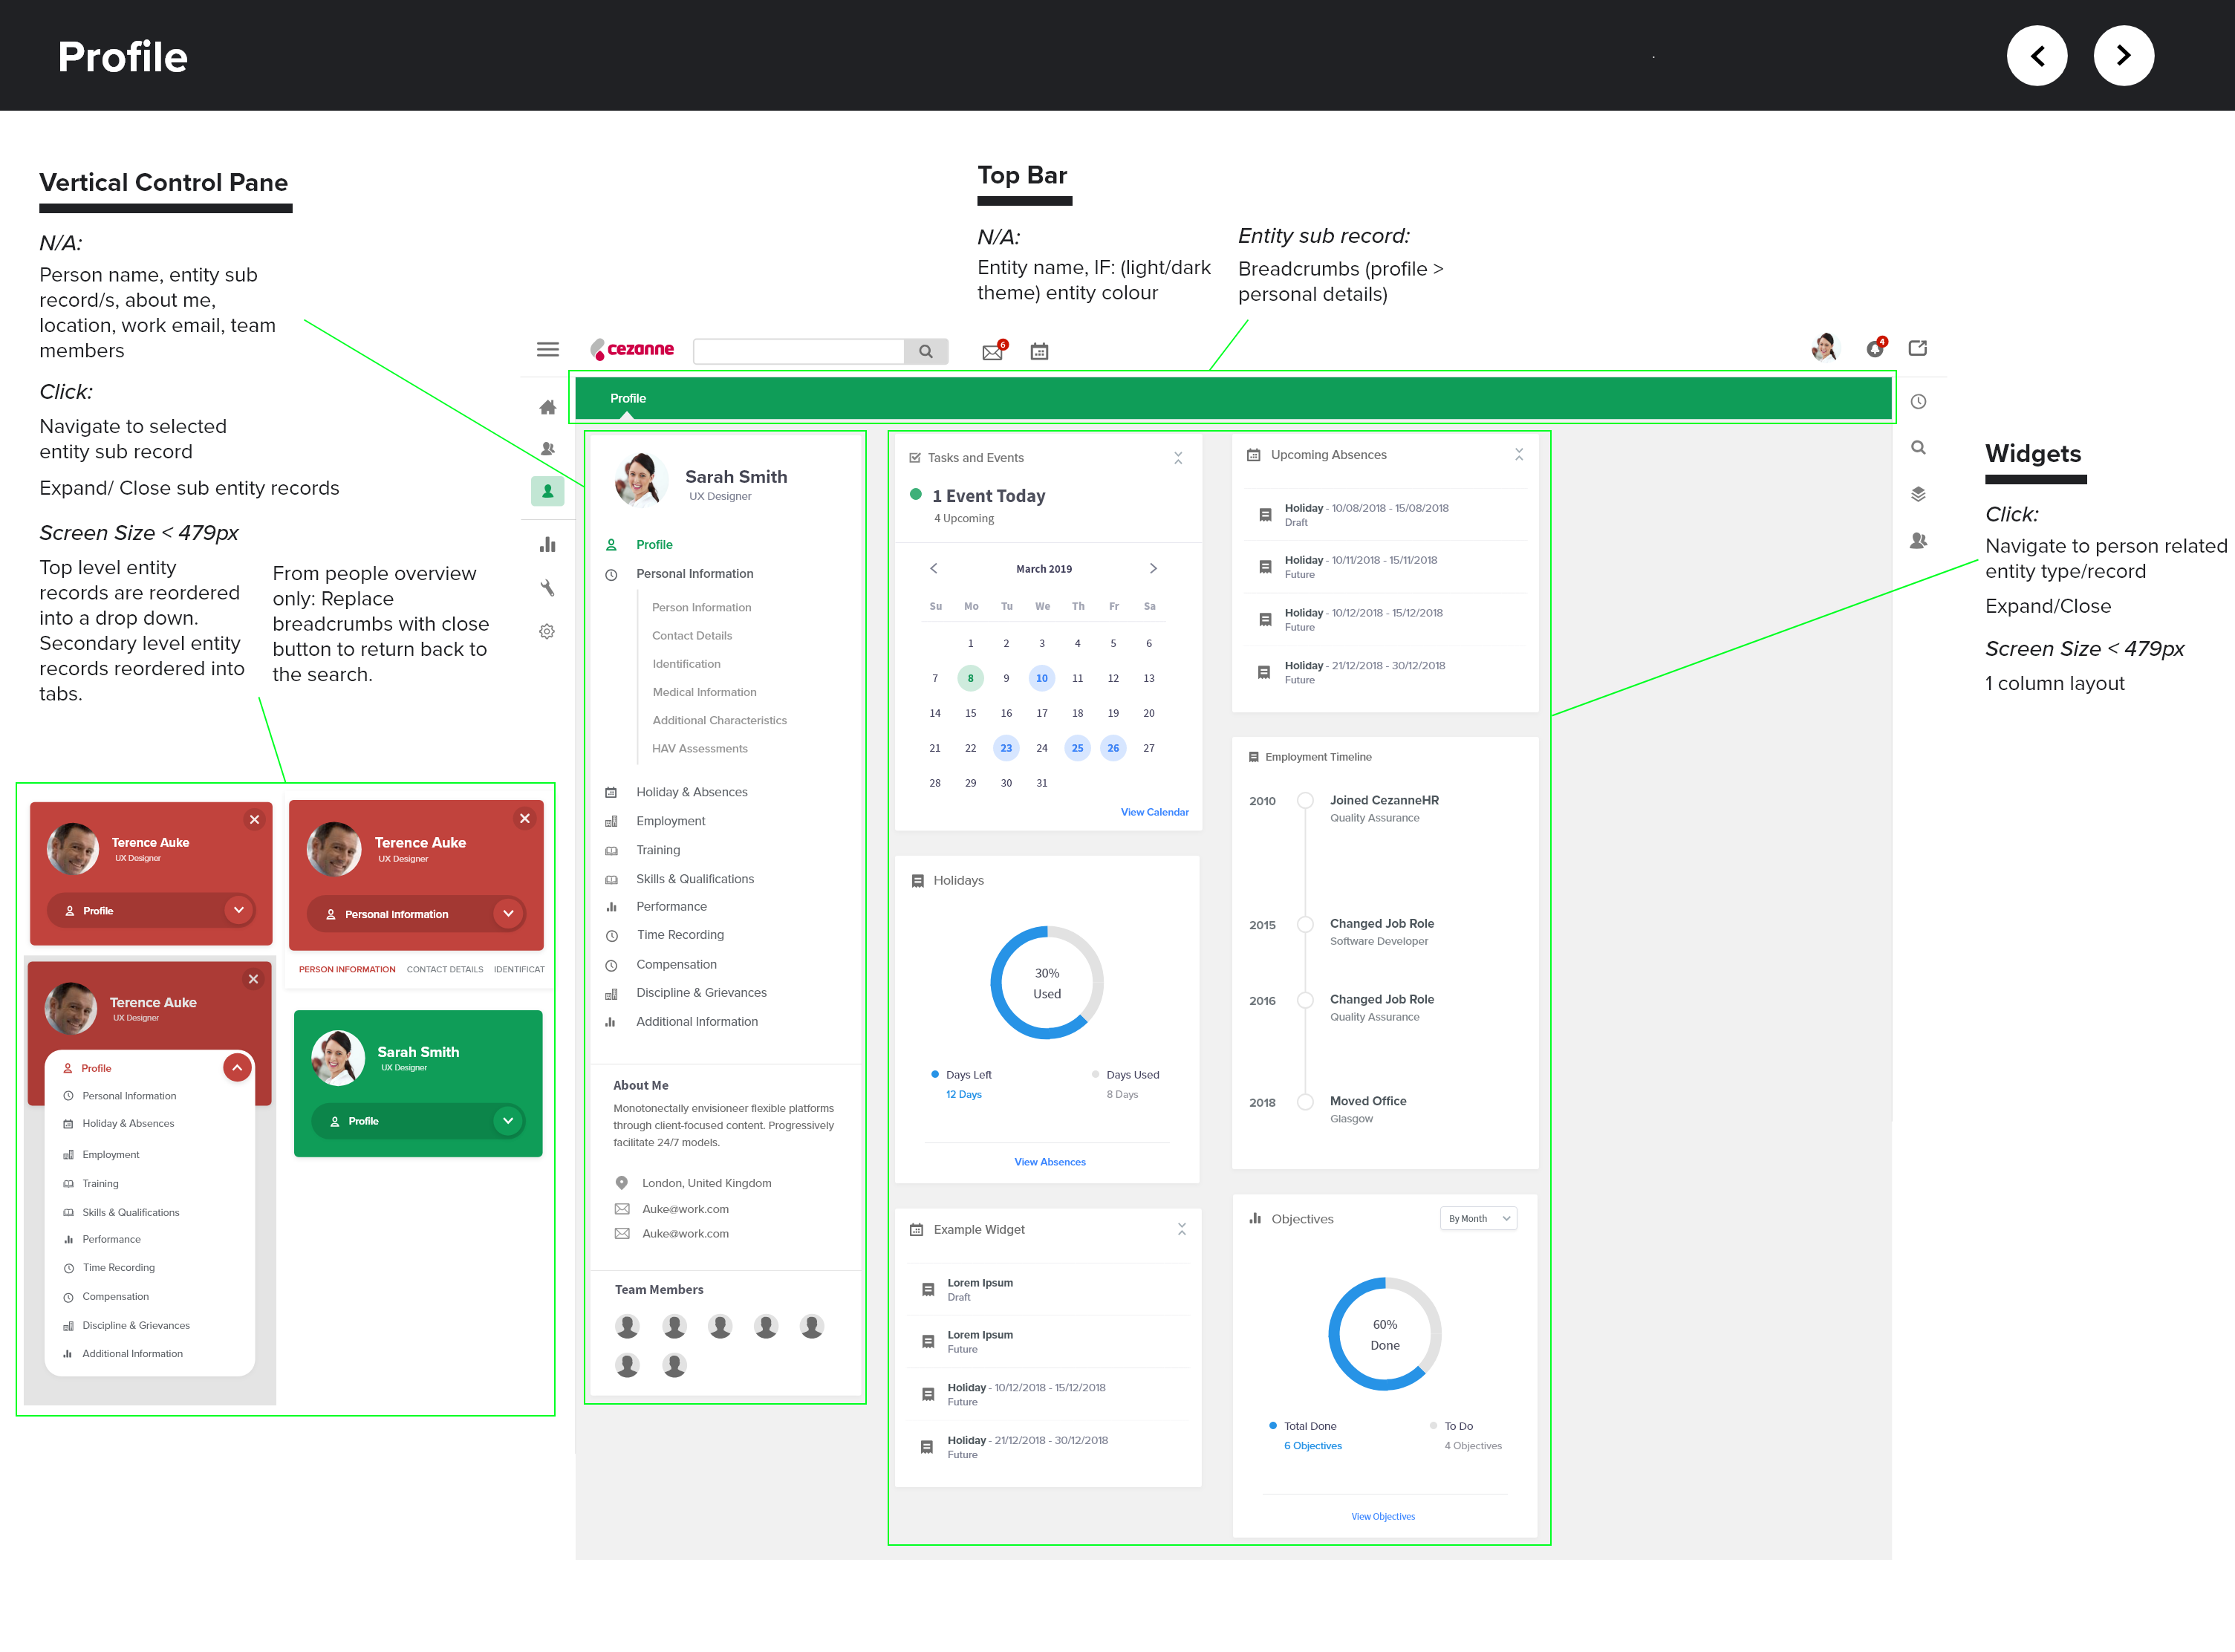 Profile
Vertical Control Pane
N/A:
Person name, entity sub
record/s, about me,
location, work email, team
members
Click:
Navigate to selected
entity sub record
Expand/ Close sub entity records
Screen Size < 479px
Top level entity
records are reordered
into a drop down.
Secondary level entity
records reordered into
tabs.
From people overview
only: Replace
breadcrumbs with close
button to return back to
the search.
Top Bar
N/A:
Entity name, IF: (light/dark
theme) entity colour
Entity sub record:
Breadcrumbs (profile >
personal details)
Widgets
Click:
Navigate to person related
entity type/record
Expand/Close
Screen Size < 479px
1 column layout
cezanne
6
4
Profile
Sarah Smith
UX Designer
Profile
Personal Information
Person Information
Contact Details
Identification
Medical Information
Additional Characteristics
HAV Assessments
Holiday & Absences
Employment
Training
Skills & Qualifications
Performance
Time Recording
Compensation
Discipline & Grievances
Additional Information
About Me
Monotonectally envisioneer flexible platforms
through client-focused content. Progressively
facilitate 24/7 models.
London, United Kingdom
Auke@work.com
Auke@work.com
Team Members
Tasks and Events
1 Event Today
4 Upcoming
March 2019
Su Mo Tu We Th Fr Sa
1 2 3 4 5 6
7 8 9 10 11 12 13
14 15 16 17 18 19 20
21 22 23 24 25 26 27
28 29 30 31
View Calendar
Holidays
30%
Used
Days Left
12 Days
Days Used
8 Days
View Absences
Example Widget
Lorem Ipsum
Draft
Lorem Ipsum
Future
Holiday - 10/12/2018 - 15/12/2018
Future
Holiday - 21/12/2018 - 30/12/2018
Future
Upcoming Absences
Holiday - 10/08/2018 - 15/08/2018
Draft
Holiday - 10/11/2018 - 15/11/2018
Future
Holiday - 10/12/2018 - 15/12/2018
Future
Holiday - 21/12/2018 - 30/12/2018
Future
Employment Timeline
2010 Joined CezanneHR
Quality Assurance
2015 Changed Job Role
Software Developer
2016 Changed Job Role
Quality Assurance
2018 Moved Office
Glasgow
Objectives
By Month
60%
Done
Total Done
6 Objectives
To Do
4 Objectives
View Objectives
Terence Auke
UX Designer
Profile
Terence Auke
UX Designer
Personal Information
PERSON INFORMATION CONTACT DETAILS IDENTIFICAT
Terence Auke
UX Designer
Profile
Personal Information
Holiday & Absences
Employment
Training
Skills & Qualifications
Performance
Time Recording
Compensation
Discipline & Grievances
Additional Information
Sarah Smith
UX Designer
Profile